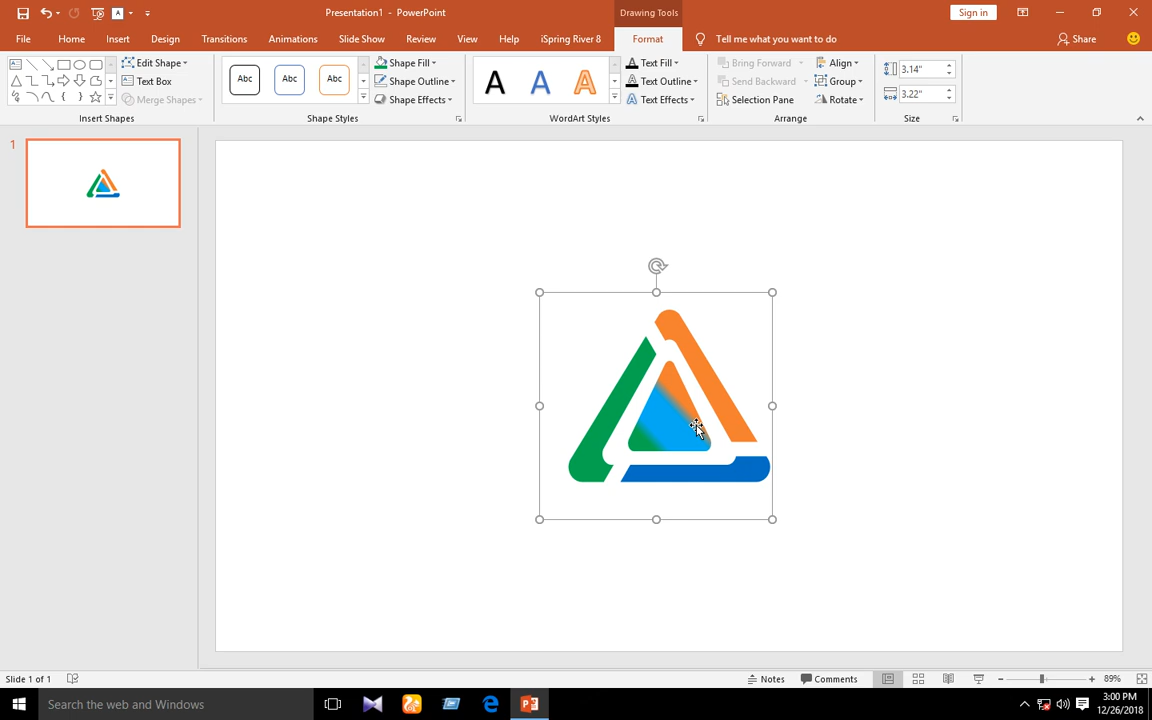 Presentation1 - PowerPoint
Drawing Tools
Sign in
File Home Insert Design Transitions Animations Slide Show Review View Help iSpring River 8 Format Tell me what you want to do Share
Edit Shape
Text Box
Merge Shapes
Insert Shapes
Abc Abc Abc
Shape Fill
Shape Outline
Shape Effects
Shape Styles
A A A
Text Fill
Text Outline
Text Effects
WordArt Styles
Bring Forward
Send Backward
Selection Pane
Align
Group
Rotate
Arrange
3.14"
3.22"
Size
1
Slide 1 of 1
Notes Comments 89%
Search the web and Windows
3:00 PM
12/26/2018